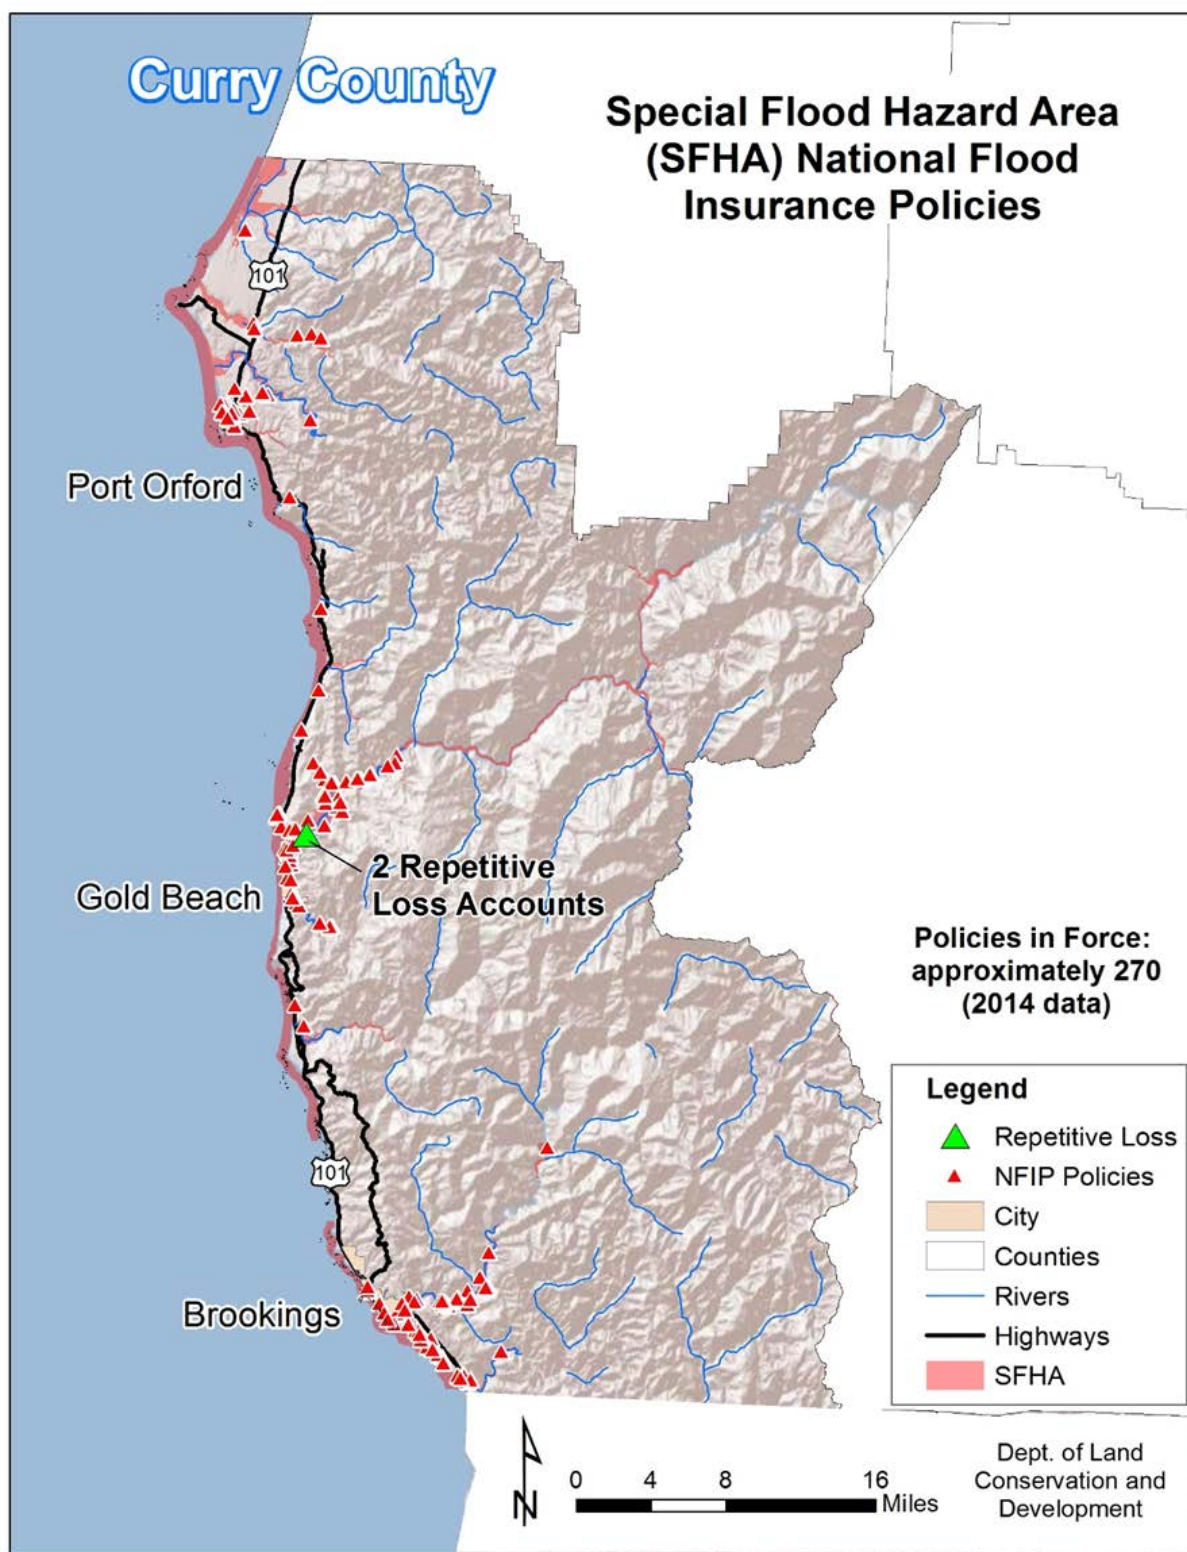 Curry County
Special Flood Hazard Area
(SFHA) National Flood
Insurance Policies
101
Port Orford
2 Repetitive
Loss Accounts
Gold Beach
Policies in Force:
approximately 270
(2014 data)
Legend
Repetitive Loss
NFIP Policies
City
Counties
Rivers
Highways
SFHA
101
Brookings
N
0 4 8 16
Miles
Dept. of Land
Conservation and
Development